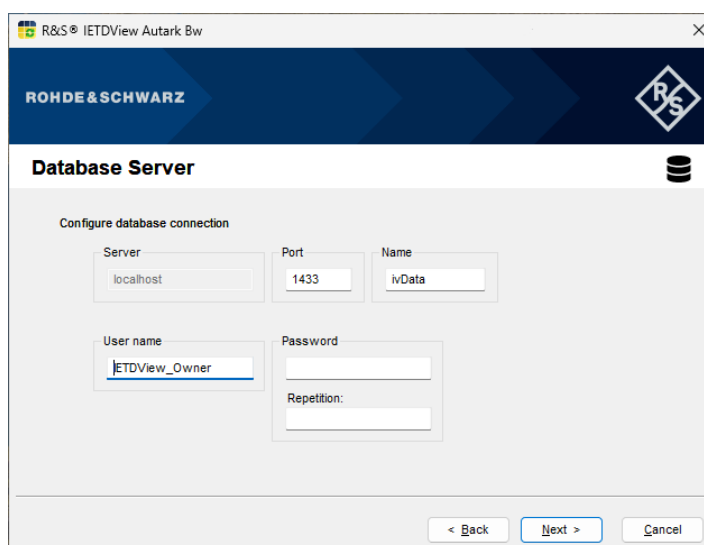 R&S® IETDView Autark Bw
ROHDE&SCHWARZ
R S
Database Server
Configure database connection
Server
localhost
Port
1433
Name
ivData
User name
IETDView_Owner
Password
Repetition:
< Back
Next >
Cancel